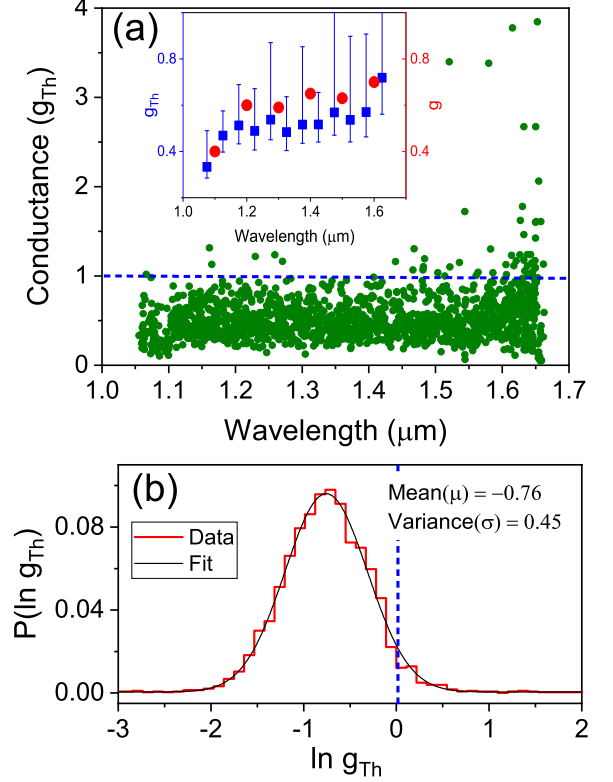 (a)
Conductance (g_Th)
4
3
2
1
0
1.0 1.1 1.2 1.3 1.4 1.5 1.6 1.7
Wavelength (μm)
g_Th
0.8
0.4
0.8
0.4
g
1.0 1.2 1.4 1.6
Wavelength (μm)
(b)
Mean(μ) = −0.76
Variance(σ) = 0.45
Data
Fit
P(ln g_Th)
0.08
0.04
0.00
-3 -2 -1 0 1 2
ln g_Th